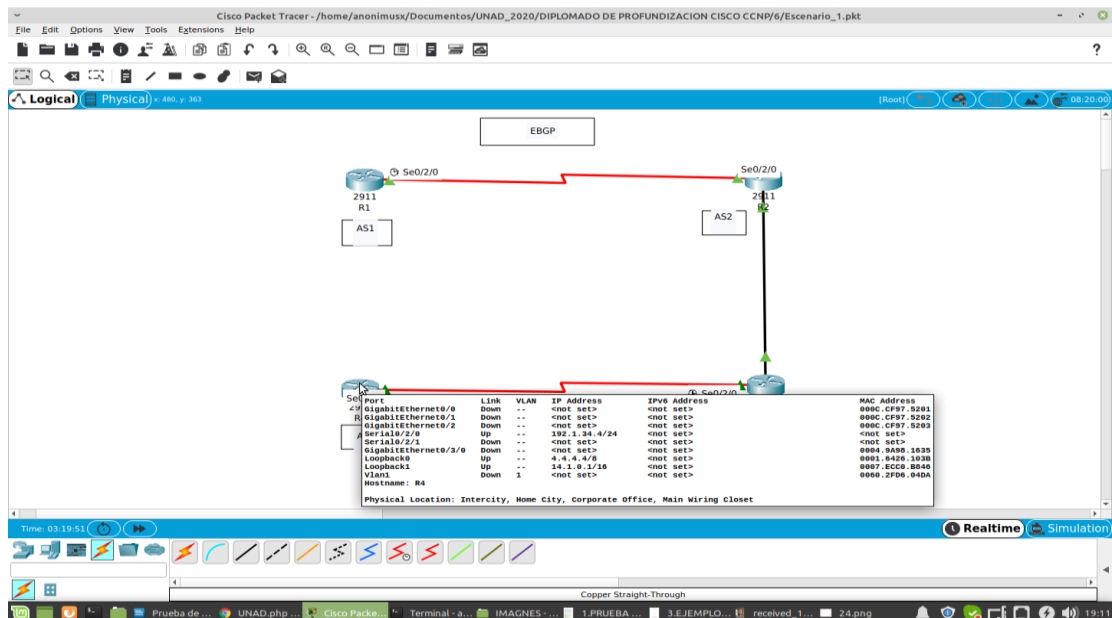 Cisco Packet Tracer - /home/anonimusx/Documentos/UNAD_2020/DIPLOMADO DE PROFUNDIZACION CISCO CCNP/6/Escenario_1.pkt
File Edit Options View Tools Extensions Help
?
Logical Physical x: 480, y: 363 [Root] 08:20:00
EBGP
Se0/2/0
Se0/2/0
2911
R1
2911
R2
AS1
AS2
Se0/2/0
Port Link VLAN IP Address IPv6 Address MAC Address
GigabitEthernet0/0 Down -- <not set> <not set> 000C.CF97.5201
GigabitEthernet0/1 Down -- <not set> <not set> 000C.CF97.5202
GigabitEthernet0/2 Down -- <not set> <not set> 000C.CF97.5203
Serial0/2/0 Up -- 192.1.34.4/24 <not set> <not set>
Serial0/2/1 Down -- <not set> <not set> <not set>
GigabitEthernet0/3/0 Down -- <not set> <not set> 0004.9A98.1635
Loopback0 Up -- 4.4.4.4/8 <not set> 0001.6426.103B
Loopback1 Up -- 14.1.0.1/16 <not set> 0007.ECC0.B846
Vlan1 Down 1 <not set> <not set> 0060.2FD6.04DA
Hostname: R4
Physical Location: Intercity, Home City, Corporate Office, Main Wiring Closet
Time: 03:19:51 Realtime Simulation
Copper Straight-Through
Prueba de ... UNAD.php ... Cisco Packe... Terminal - a... IMAGNES - ... 1.PRUEBA ... 3.EJEMPLO... received_1... 24.png 19:11